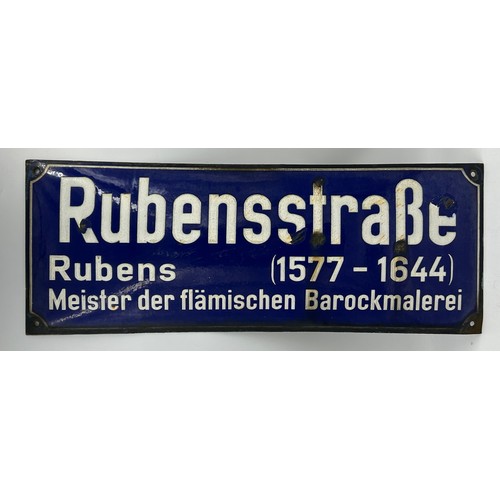 Rubensstraße
Rubens (1577 - 1644)
Meister der flämischen Barockmalerei